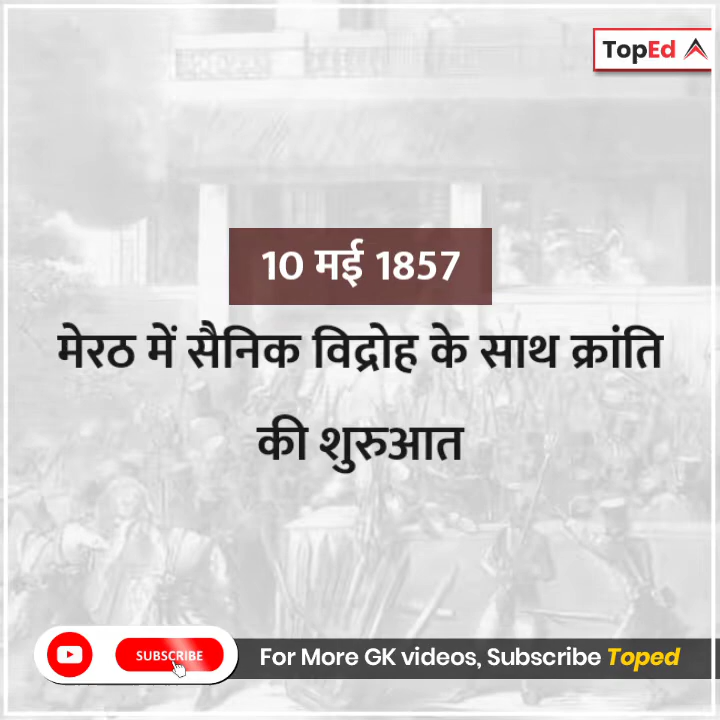 TopEd
10 मई 1857
मेरठ में सैनिक विद्रोह के साथ क्रांति
की शुरुआत
SUBSCRIBE
For More GK videos, Subscribe Toped